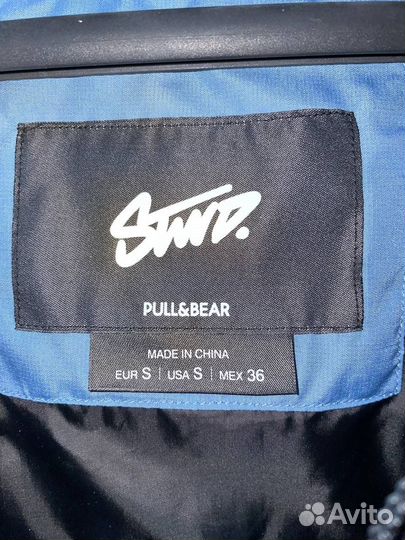 STWD.
PULL&BEAR
MADE IN CHINA
EUR S | USA S | MEX 36
Avito